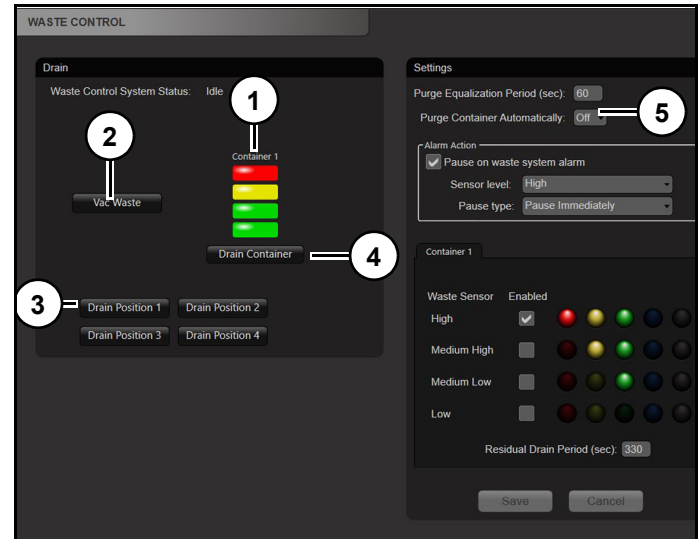 WASTE CONTROL
Drain
Waste Control System Status: Idle
1
2
Container 1
Vac Waste
Drain Container
4
3
Drain Position 1 Drain Position 2
Drain Position 3 Drain Position 4
Settings
Purge Equalization Period (sec): 60
Purge Container Automatically: Off
5
Alarm Action
Pause on waste system alarm
Sensor level: High
Pause type: Pause Immediately
Container 1
Waste Sensor Enabled
High
Medium High
Medium Low
Low
Residual Drain Period (sec): 330
Save Cancel